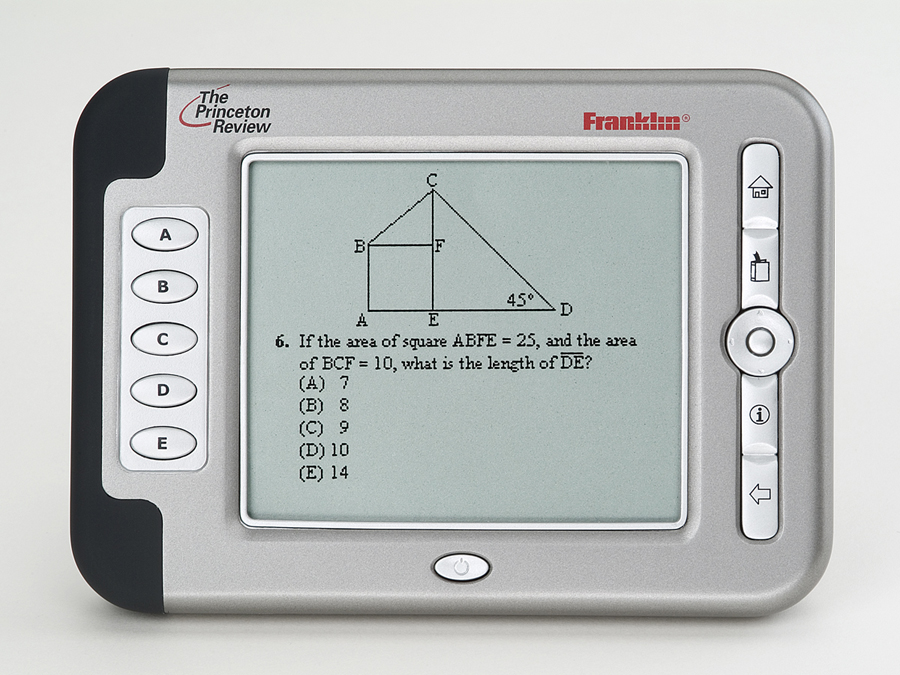 The
Princeton
Review
Franklin®
A
B
C
D
E
C
B
F
45°
A
E
D
6. If the area of square ABFE = 25, and the area
of BCF = 10, what is the length of DE?
(A) 7
(B) 8
(C) 9
(D) 10
(E) 14